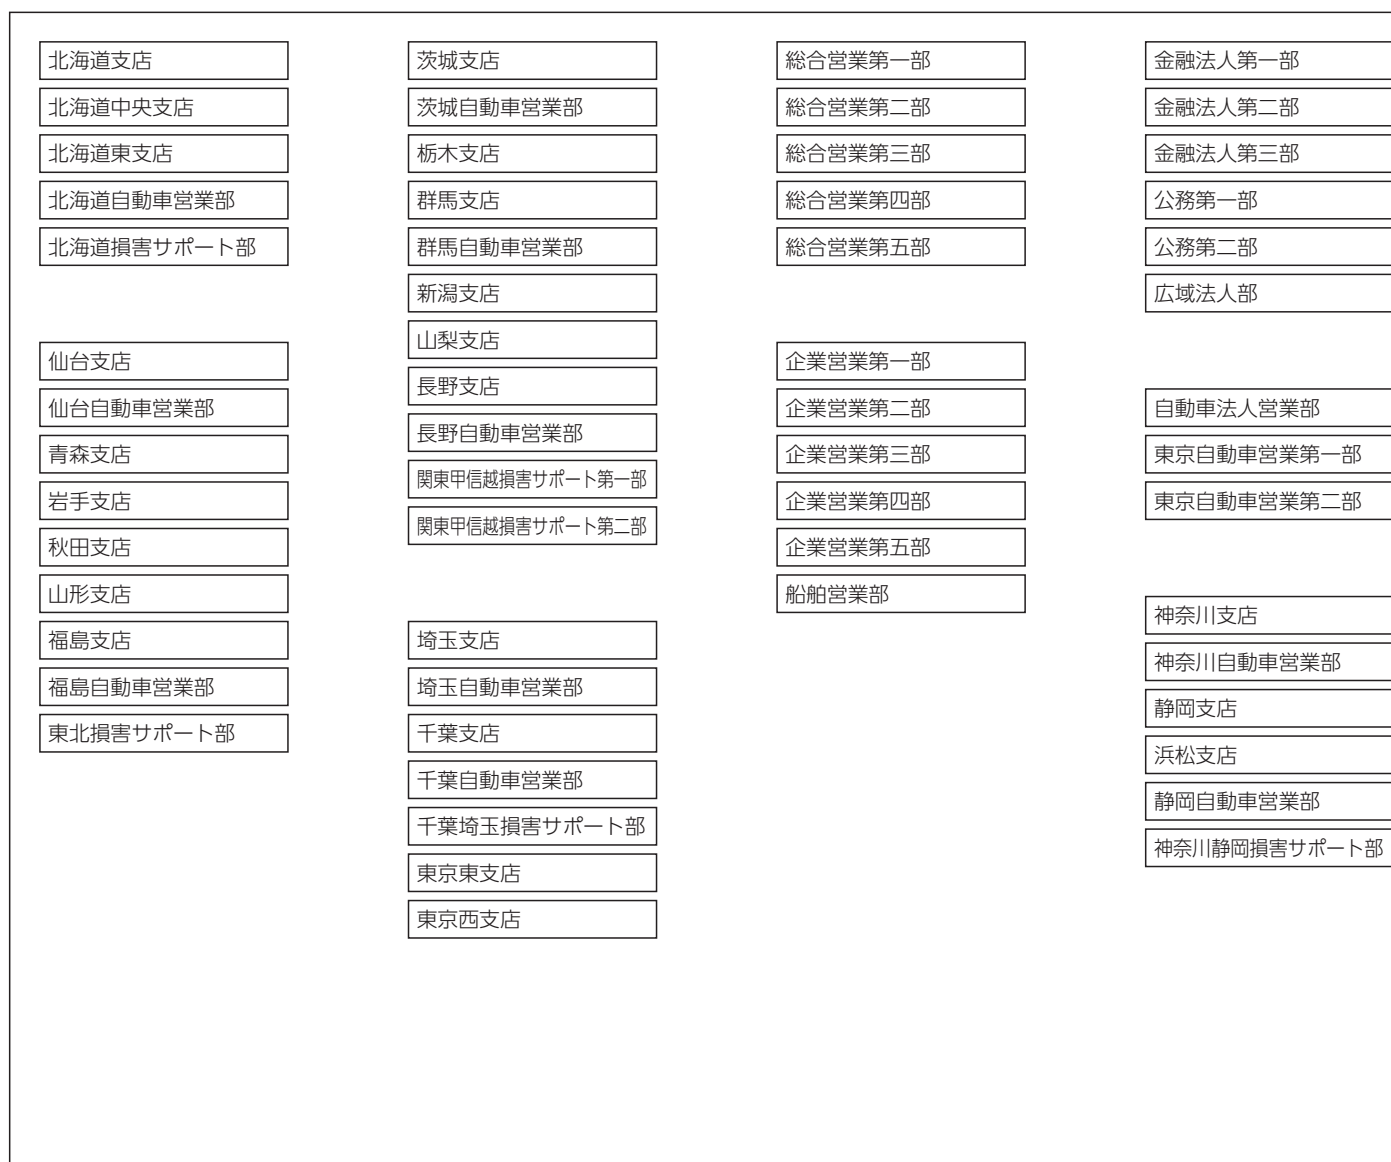 北海道支店
北海道中央支店
北海道東支店
北海道自動車営業部
北海道損害サポート部
仙台支店
仙台自動車営業部
青森支店
岩手支店
秋田支店
山形支店
福島支店
福島自動車営業部
東北損害サポート部
茨城支店
茨城自動車営業部
栃木支店
群馬支店
群馬自動車営業部
新潟支店
山梨支店
長野支店
長野自動車営業部
関東甲信越損害サポート第一部
関東甲信越損害サポート第二部
埼玉支店
埼玉自動車営業部
千葉支店
千葉自動車営業部
千葉埼玉損害サポート部
東京東支店
東京西支店
総合営業第一部
総合営業第二部
総合営業第三部
総合営業第四部
総合営業第五部
企業営業第一部
企業営業第二部
企業営業第三部
企業営業第四部
企業営業第五部
船舶営業部
金融法人第一部
金融法人第二部
金融法人第三部
公務第一部
公務第二部
広域法人部
自動車法人営業部
東京自動車営業第一部
東京自動車営業第二部
神奈川支店
神奈川自動車営業部
静岡支店
浜松支店
静岡自動車営業部
神奈川静岡損害サポート部